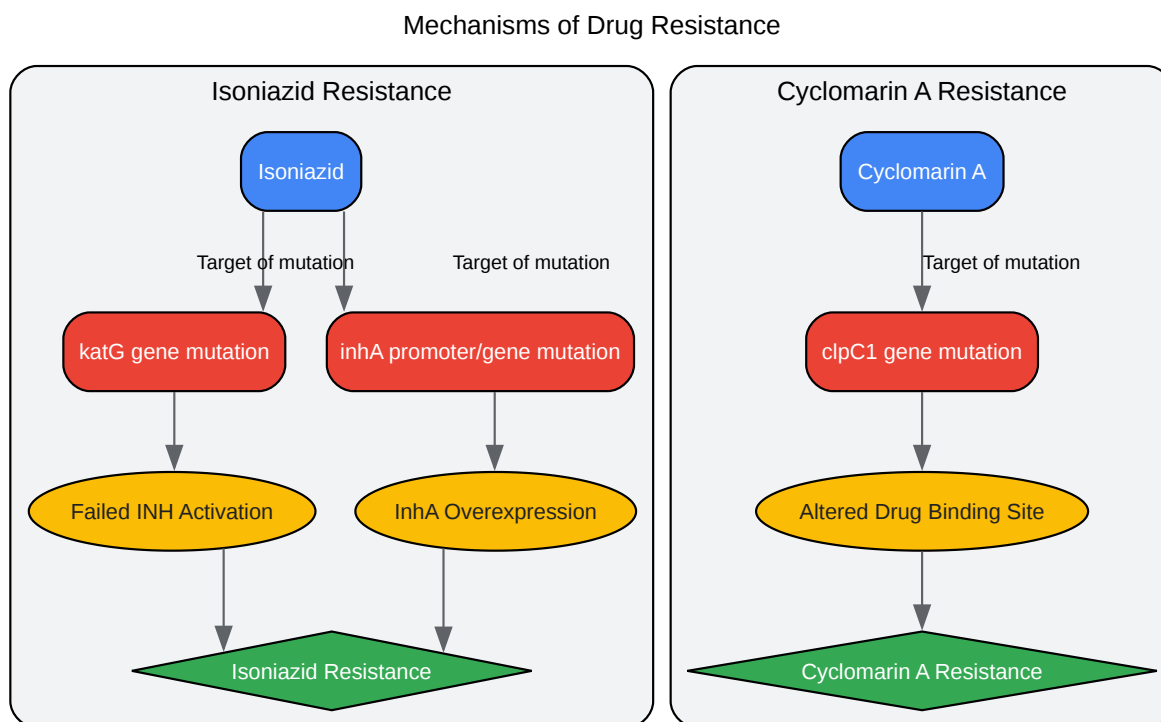 Mechanisms of Drug Resistance
Isoniazid Resistance
Isoniazid
Target of mutation
Target of mutation
katG gene mutation
inhA promoter/gene mutation
Failed INH Activation
InhA Overexpression
Isoniazid Resistance
Cyclomarin A Resistance
Cyclomarin A
Target of mutation
clpC1 gene mutation
Altered Drug Binding Site
Cyclomarin A Resistance